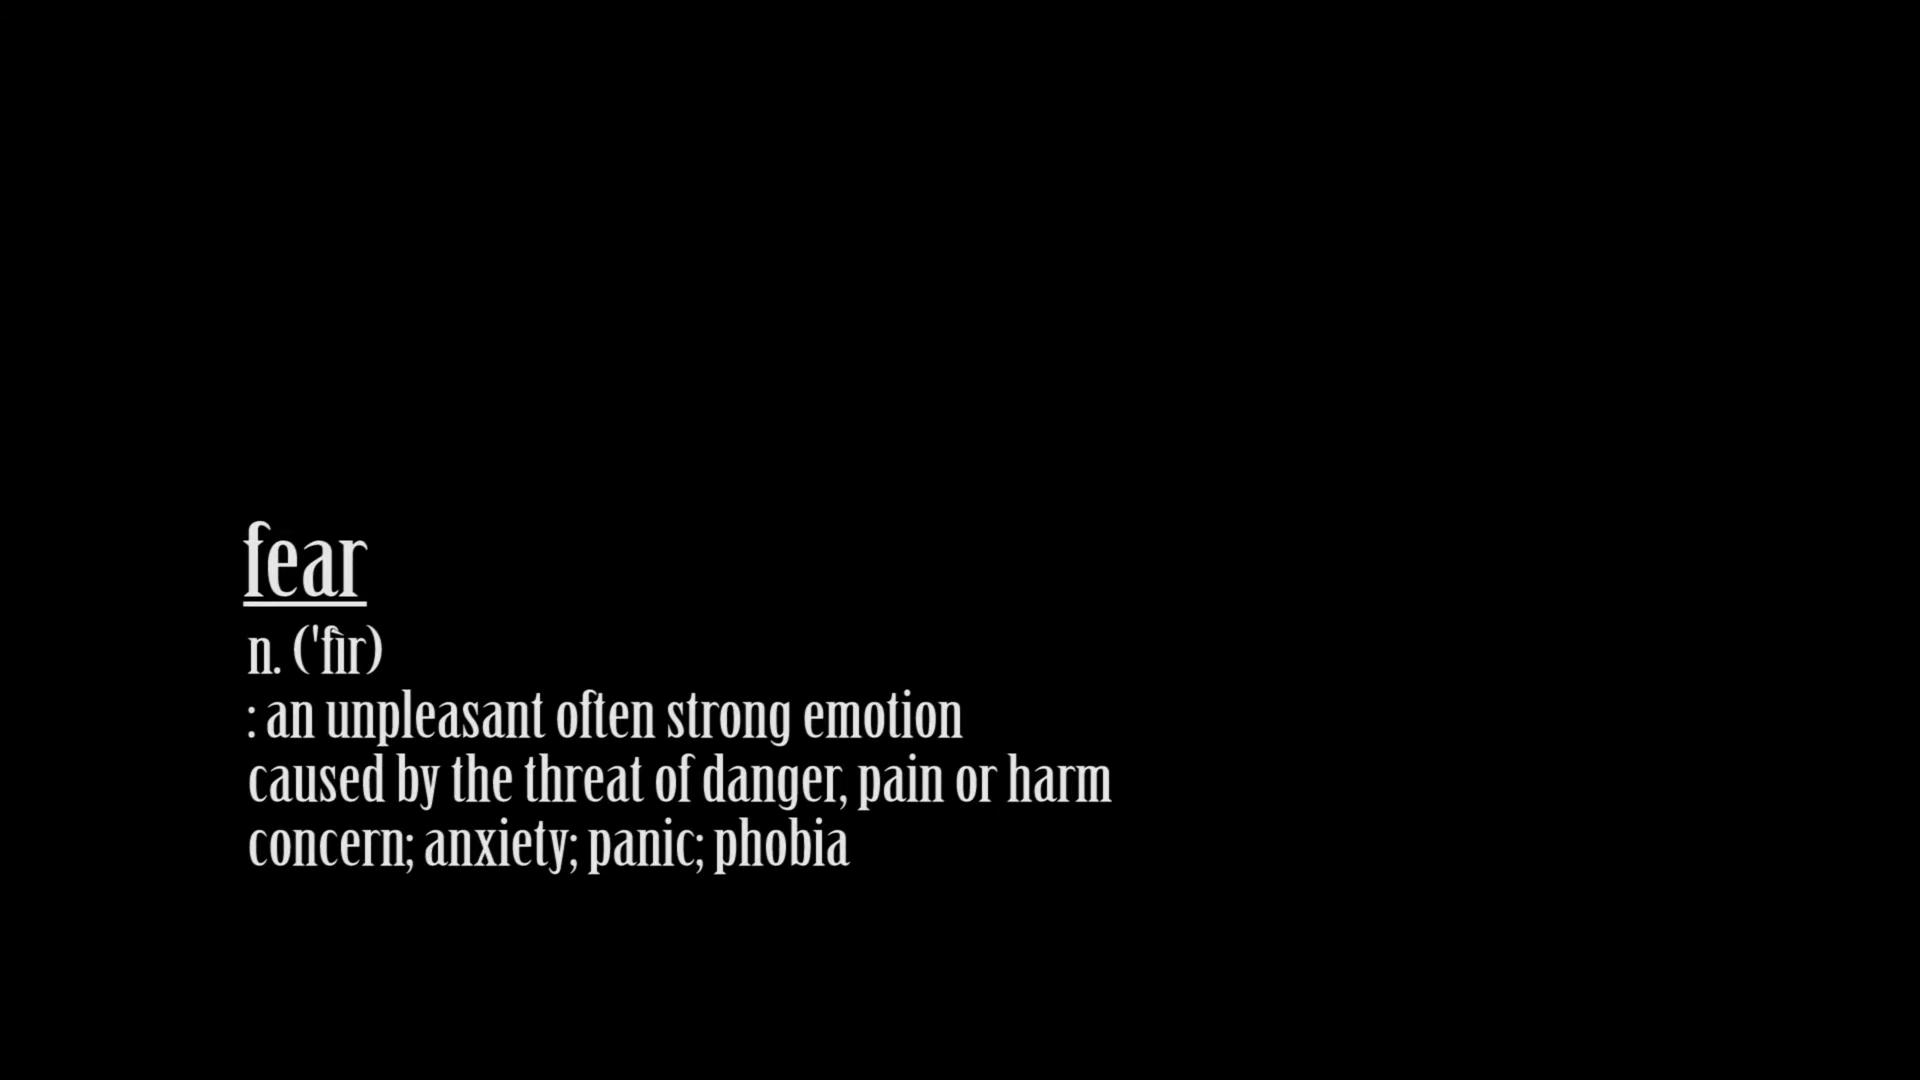 fear
n. ('fir)
: an unpleasant often strong emotion
caused by the threat of danger, pain or harm
concern; anxiety; panic; phobia